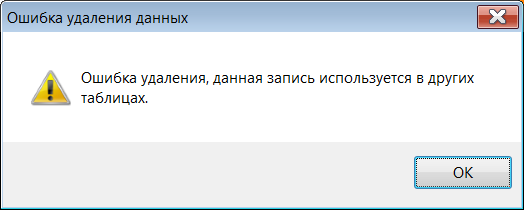 Ошибка удаления данных
Ошибка удаления, данная запись используется в других
таблицах.
OK